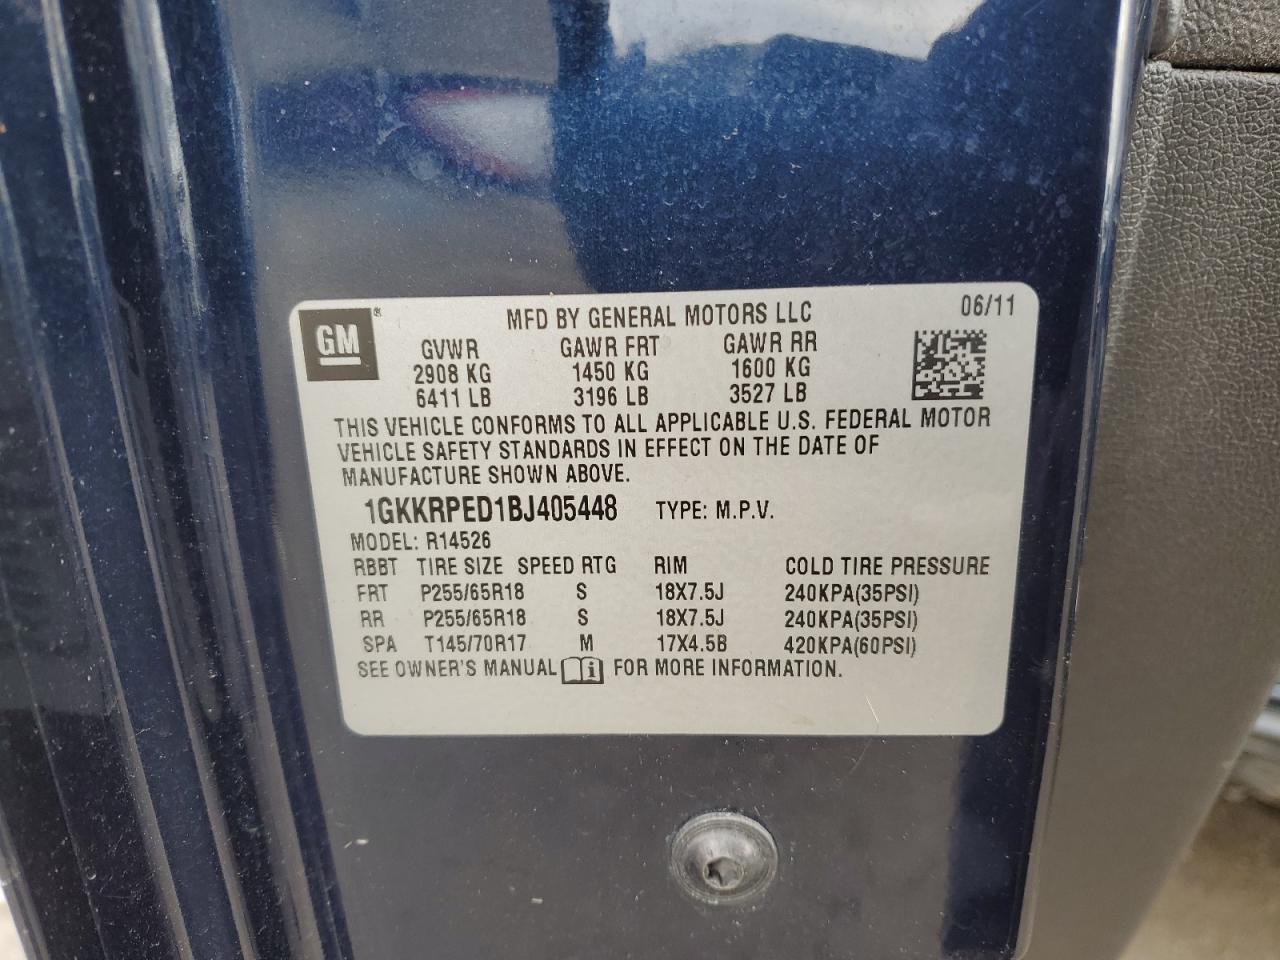 GM®
MFD BY GENERAL MOTORS LLC 06/11
GVWR GAWR FRT GAWR RR
2908 KG 1450 KG 1600 KG
6411 LB 3196 LB 3527 LB
THIS VEHICLE CONFORMS TO ALL APPLICABLE U.S. FEDERAL MOTOR
VEHICLE SAFETY STANDARDS IN EFFECT ON THE DATE OF
MANUFACTURE SHOWN ABOVE.
1GKKRPED1BJ405448 TYPE: M.P.V.
MODEL: R14526
RBBT TIRE SIZE SPEED RTG RIM COLD TIRE PRESSURE
FRT P255/65R18 S 18X7.5J 240KPA(35PSI)
RR P255/65R18 S 18X7.5J 240KPA(35PSI)
SPA T145/70R17 M 17X4.5B 420KPA(60PSI)
SEE OWNER'S MANUAL i FOR MORE INFORMATION.